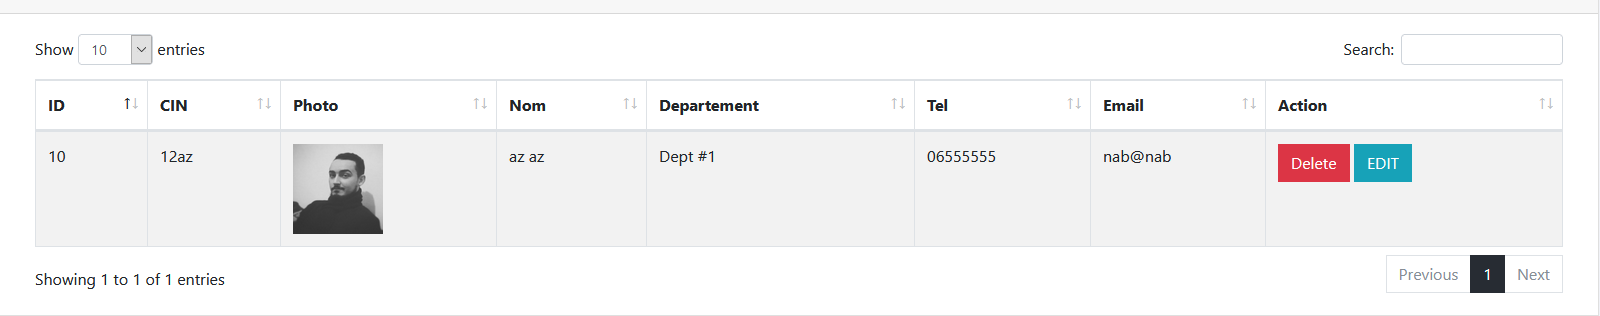 Show 10 entries
Search:
ID CIN Photo Nom Departement Tel Email Action
10 12az az az Dept #1 06555555 nab@nab Delete EDIT
Showing 1 to 1 of 1 entries
Previous 1 Next